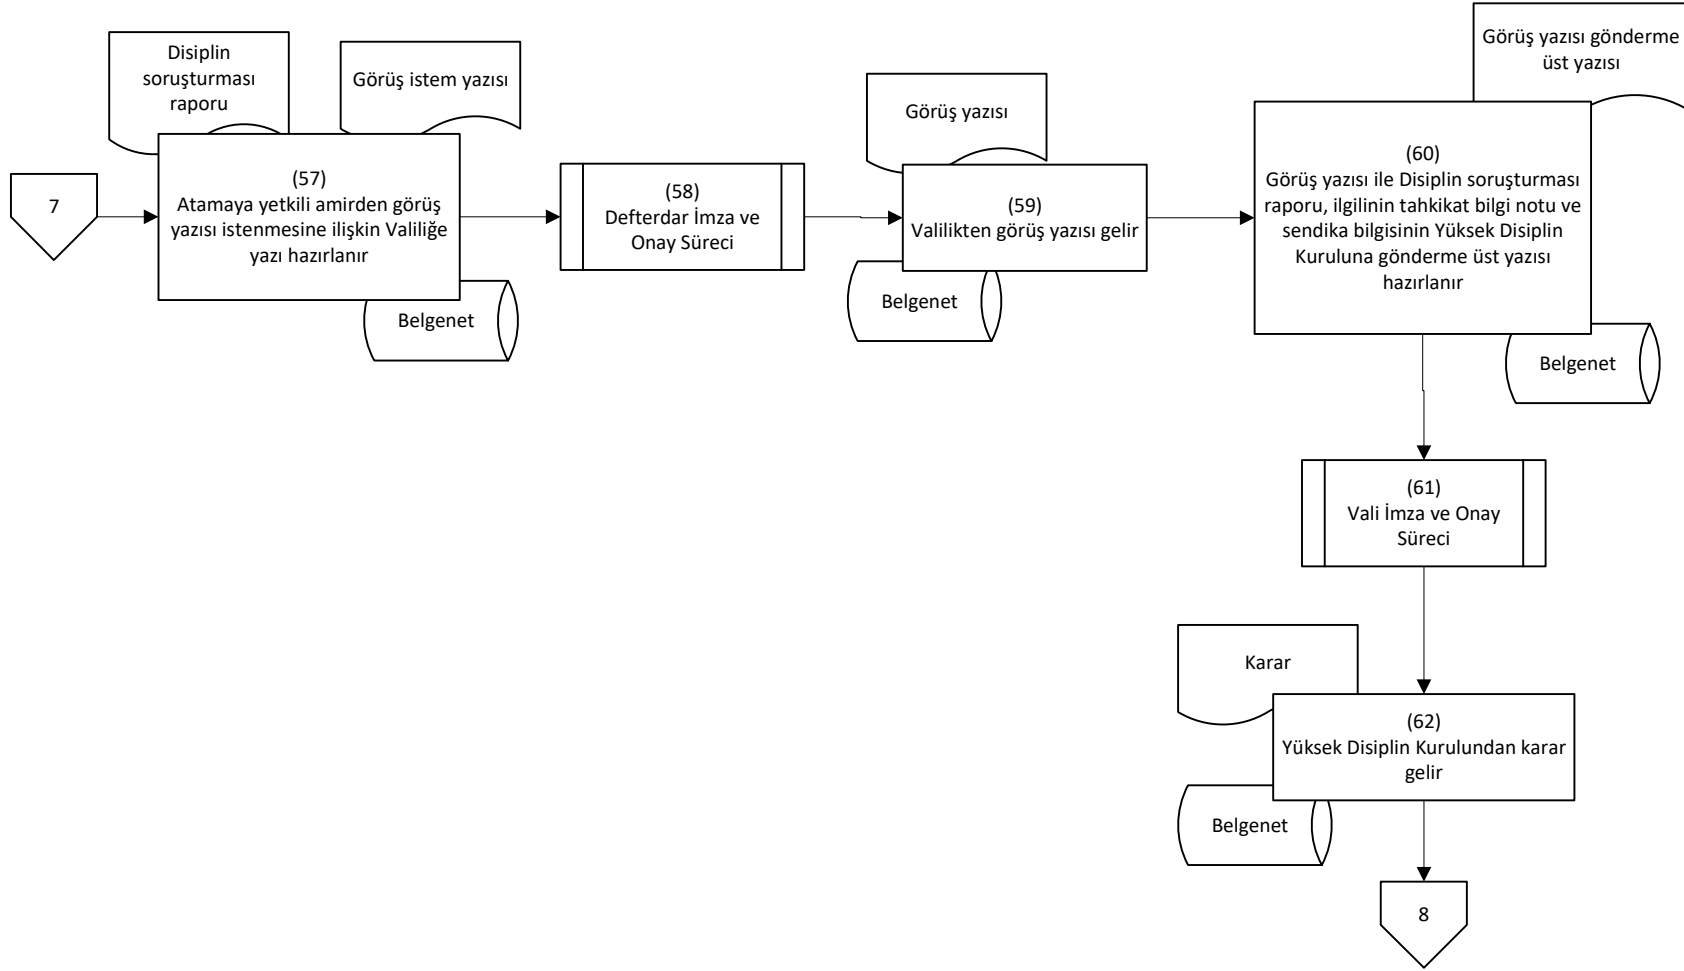 Disiplin
soruşturması
raporu
Görüş istem yazısı
7
(57)
Atamaya yetkili amirden görüş
yazısı istenmesine ilişkin Valiliğe
yazı hazırlanır
Belgenet
(58)
Defterdar İmza ve
Onay Süreci
Görüş yazısı
(59)
Valilikten görüş yazısı gelir
Belgenet
Görüş yazısı gönderme
üst yazısı
(60)
Görüş yazısı ile Disiplin soruşturması
raporu, ilgilinin tahkikat bilgi notu ve
sendika bilgisinin Yüksek Disiplin
Kuruluna gönderme üst yazısı
hazırlanır
Belgenet
(61)
Vali İmza ve Onay
Süreci
Karar
(62)
Yüksek Disiplin Kurulundan karar
gelir
Belgenet
8